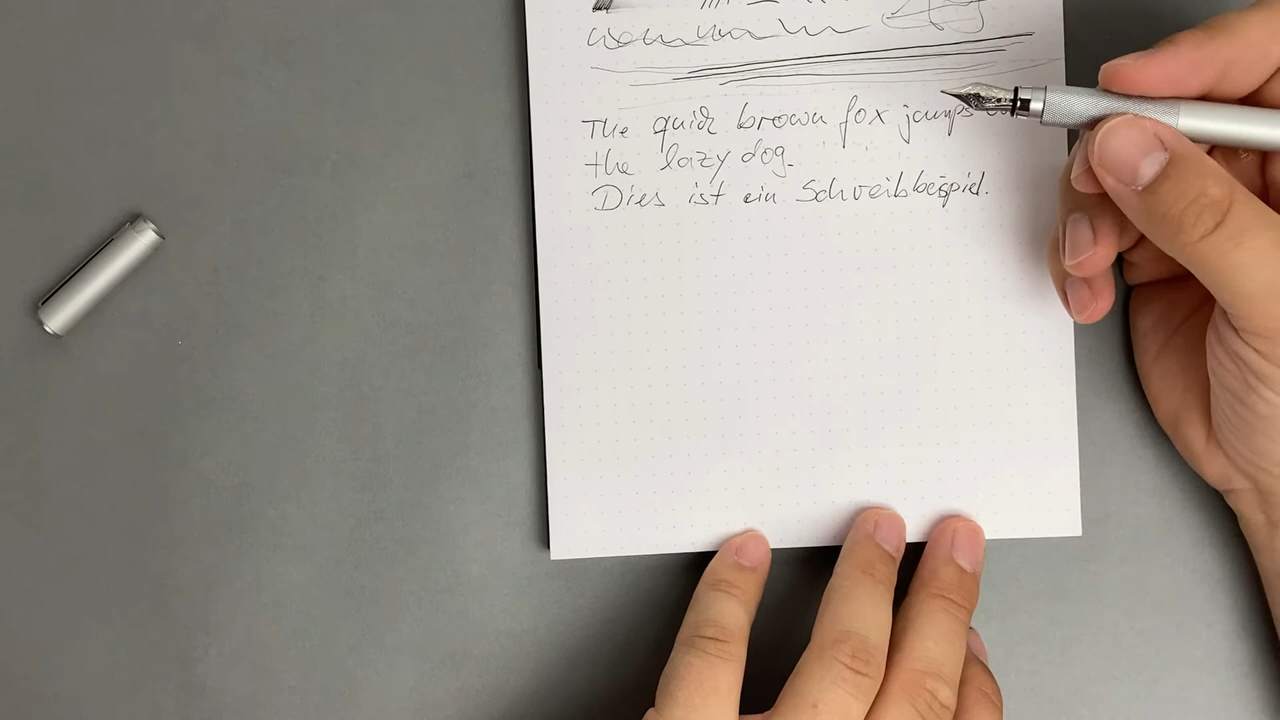 The quick brown fox jumps
the lazy dog.
Dies ist ein Schreibbeispiel.